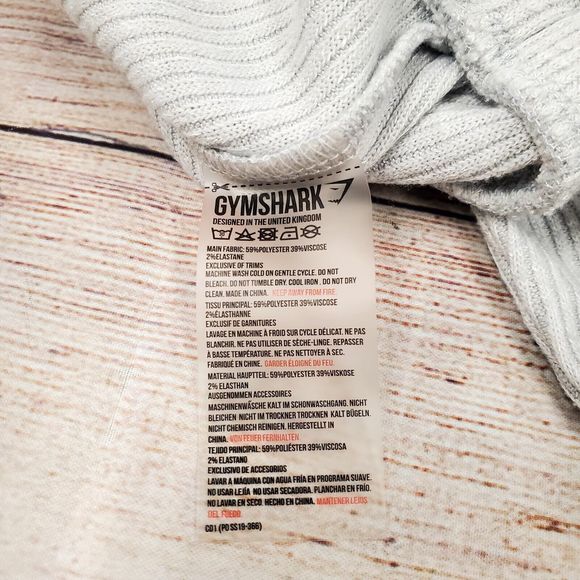 GYMSHARK
DESIGNED IN THE UNITED KINGDOM
MAIN FABRIC: 59%POLYESTER 39%VISCOSE
2%ELASTANE
EXCLUSIVE OF TRIMS
MACHINE WASH COLD ON GENTLE CYCLE. DO NOT
BLEACH. DO NOT TUMBLE DRY. COOL IRON . DO NOT DRY
CLEAN. MADE IN CHINA. KEEP AWAY FROM FIRE
TISSU PRINCIPAL: 59%POLYESTER 39%VISCOSE
2%ÉLASTHANNE
EXCLUSIF DE GARNITURES
LAVAGE EN MACHINE À FROID SUR CYCLE DÉLICAT. NE PAS
BLANCHIR. NE PAS UTILISER DE SÈCHE-LINGE. REPASSER
À BASSE TEMPÉRATURE. NE PAS NETTOYER À SEC.
FABRIQUÉ EN CHINE. GARDER ÉLOIGNÉ DU FEU.
MATERIAL HAUPTTEIL: 59%POLYESTER 39%VISKOSE
2% ELASTHAN
AUSGENOMMEN ACCESSOIRES
MASCHINENWÄSCHE KALT IM SCHONWASCHGANG. NICHT
BLEICHEN NICHT IM TROCKNER TROCKNEN KALT BÜGELN.
NICHT CHEMISCH REINIGEN. HERGESTELLT IN
CHINA. VON FEUER FERNHALTEN
TEJIDO PRINCIPAL: 59%POLIÉSTER 39%VISCOSA
2% ELASTANO
EXCLUSIVO DE ACCESORIOS
LAVAR A MÁQUINA CON AGUA FRÍA EN PROGRAMA SUAVE.
NO USAR LEJÍA NO USAR SECADORA. PLANCHAR EN FRÍO.
NO LAVAR EN SECO. HECHO EN CHINA. MANTENER LEJOS
DEL FUEGO.
CD1 (PO SS19-366)